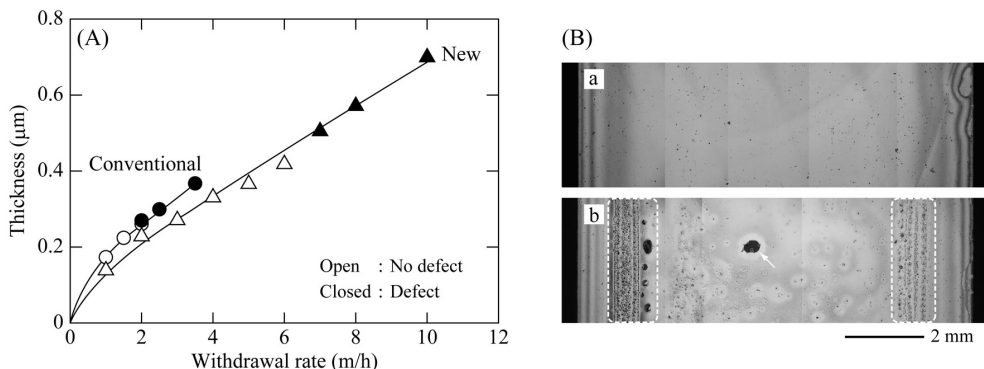 (A)
0.8
0.6
0.4
0.2
0
Thickness (μm)
New
Conventional
Open : No defect
Closed : Defect
0 2 4 6 8 10
Withdrawal rate (m/h)
(B)
a
b
2 mm